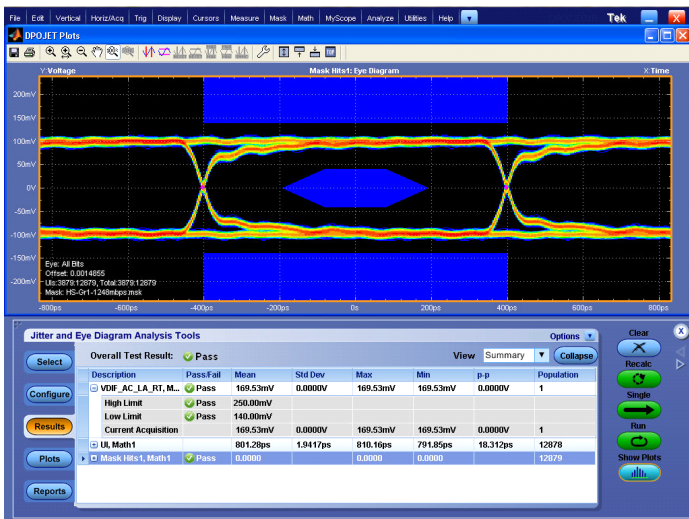 File Edit Vertical Horiz/Acq Trig Display Cursors Measure Mask Math MyScope Analyze Utilities Help Tek
DPOJET Plots
Y:Voltage Mask Hits1: Eye Diagram X:Time
200mV
150mV
100mV
50mV
0V
-50mV
-100mV
-150mV
-200mV
Eye: All Bits
Offset: 0.0014855
UIs:3879:12879, Total:3879:12879
Mask: HS-Gr1-1248mbps.msk
-800ps -600ps -400ps -200ps 0s 200ps 400ps 600ps 800ps
Jitter and Eye Diagram Analysis Tools Options Clear X
Select Overall Test Result: Pass View Summary Collapse
Recalc
Description Pass/Fail Mean Std Dev Max Min p-p Population
VDIF_AC_LA_RT, M... Pass 169.53mV 0.0000V 169.53mV 169.53mV 0.0000V 1
Configure High Limit Pass 250.00mV
Single
Low Limit Pass 140.00mV
Results Current Acquisition 169.53mV 0.0000V 169.53mV 169.53mV 0.0000V 1
Run
UI, Math1 801.28ps 1.9417ps 810.16ps 791.85ps 18.312ps 12878
Plots Mask Hits1, Math1 Pass 0.0000 0.0000 0.0000 12879
Show Plots
Reports